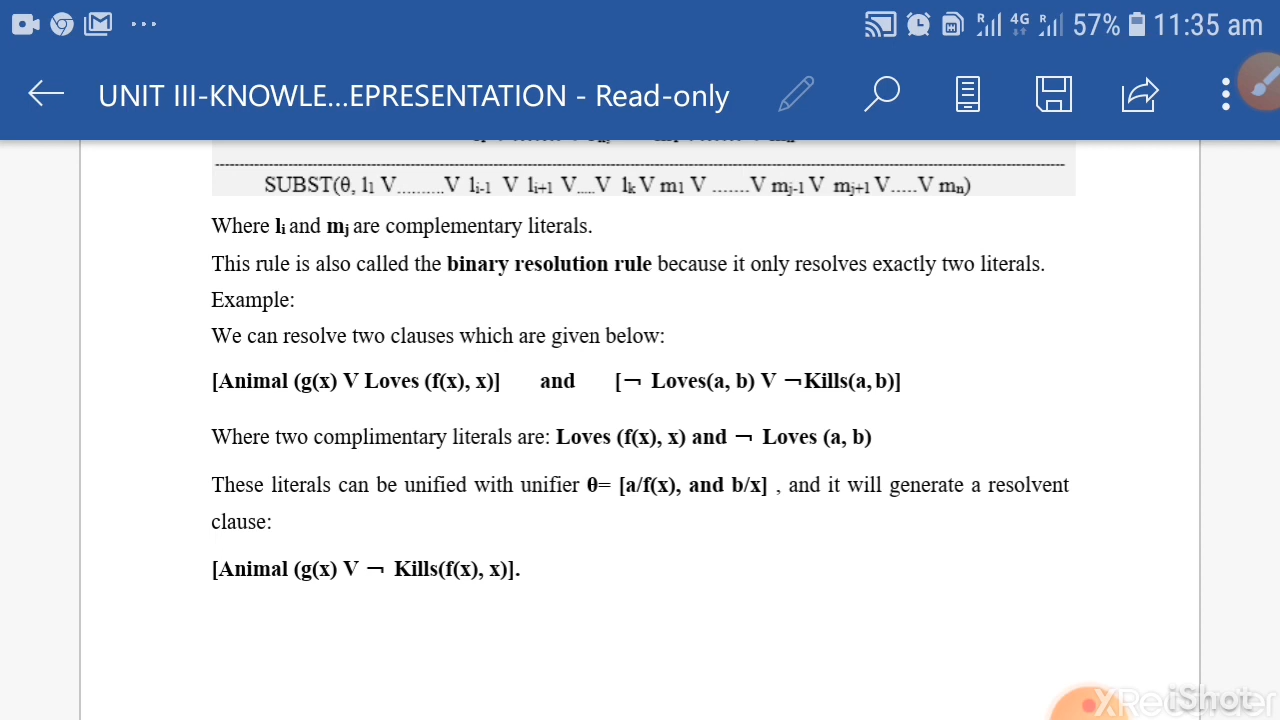 4G 57% 11:35 am
UNIT III-KNOWLE...EPRESENTATION - Read-only
SUBST(θ, l₁ V..........V lᵢ₋₁ V lᵢ₊₁ V.....V lₖ V m₁ V .......V mⱼ₋₁ V mⱼ₊₁ V.....V mₙ)
Where lᵢ and mⱼ are complementary literals.
This rule is also called the binary resolution rule because it only resolves exactly two literals.
Example:
We can resolve two clauses which are given below:
[Animal (g(x) V Loves (f(x), x)] and [¬ Loves(a, b) V ¬Kills(a, b)]
Where two complimentary literals are: Loves (f(x), x) and ¬ Loves (a, b)
These literals can be unified with unifier θ= [a/f(x), and b/x] , and it will generate a resolvent
clause:
[Animal (g(x) V ¬ Kills(f(x), x)].
iShot